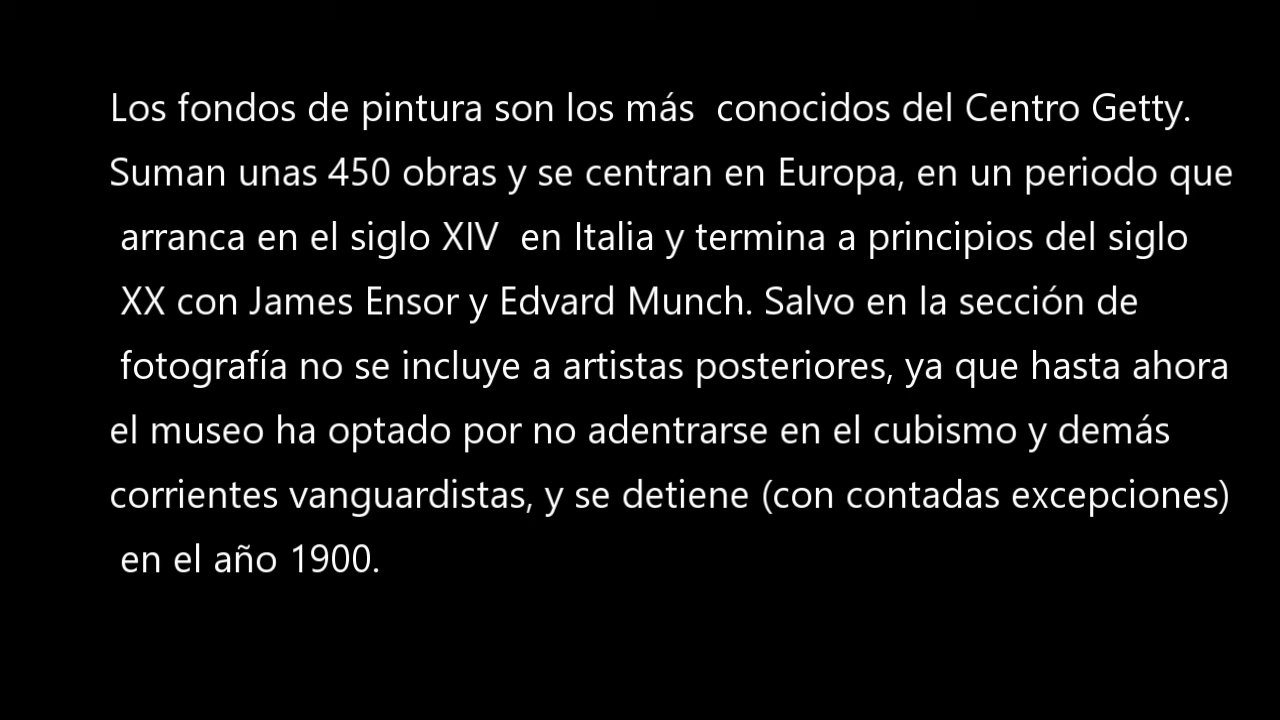 Los fondos de pintura son los más  conocidos del Centro Getty.
Suman unas 450 obras y se centran en Europa, en un periodo que
arranca en el siglo XIV  en Italia y termina a principios del siglo
XX con James Ensor y Edvard Munch. Salvo en la sección de
fotografía no se incluye a artistas posteriores, ya que hasta ahora
el museo ha optado por no adentrarse en el cubismo y demás
corrientes vanguardistas, y se detiene (con contadas excepciones)
en el año 1900.